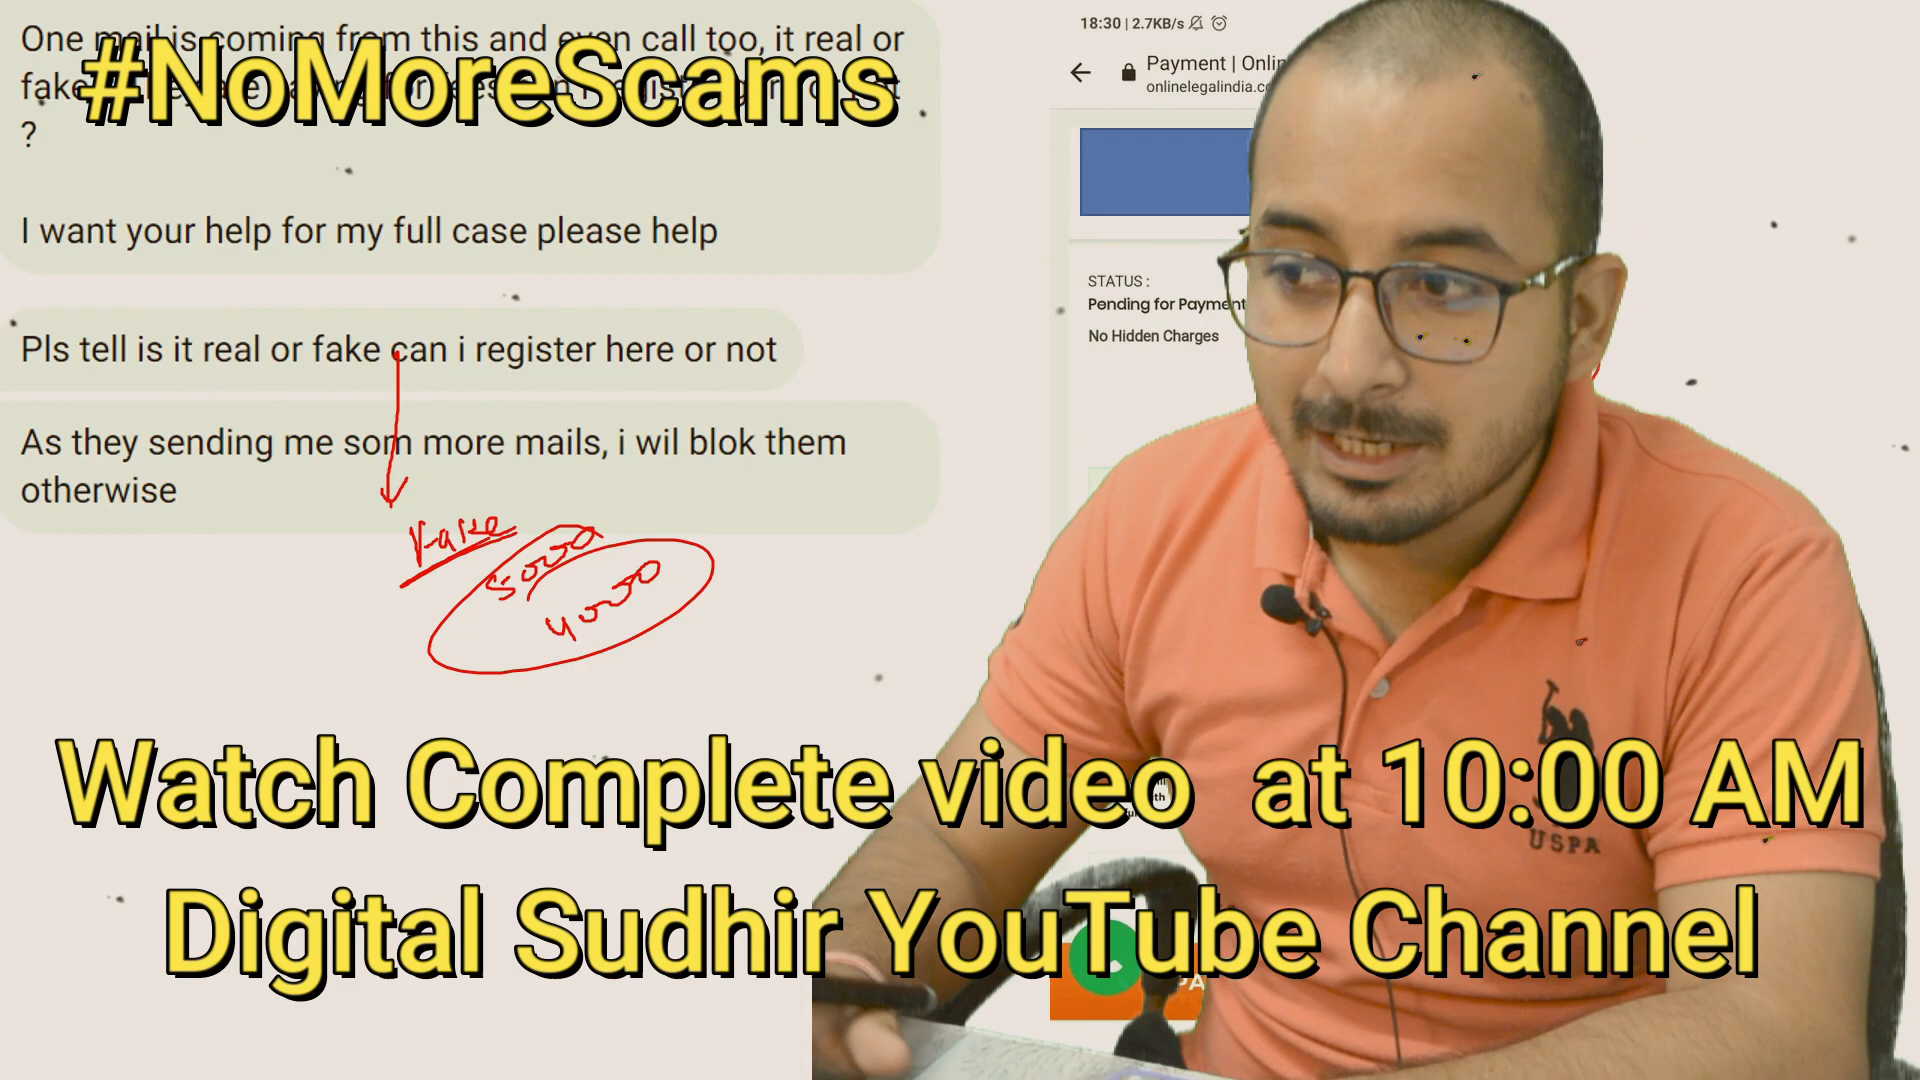 One mail is coming from this and even call too, it real or
fake
?
#NoMoreScams
I want your help for my full case please help
Pls tell is it real or fake can i register here or not
As they sending me som more mails, i wil blok them
otherwise
Fake
5000
4000
18:30 | 2.7KB/s
Payment | Onlin
onlinelegalindia.co
STATUS :
Pending for Payment
No Hidden Charges
Watch Complete video at 10:00 AM
USPA
Digital Sudhir YouTube Channel
PA